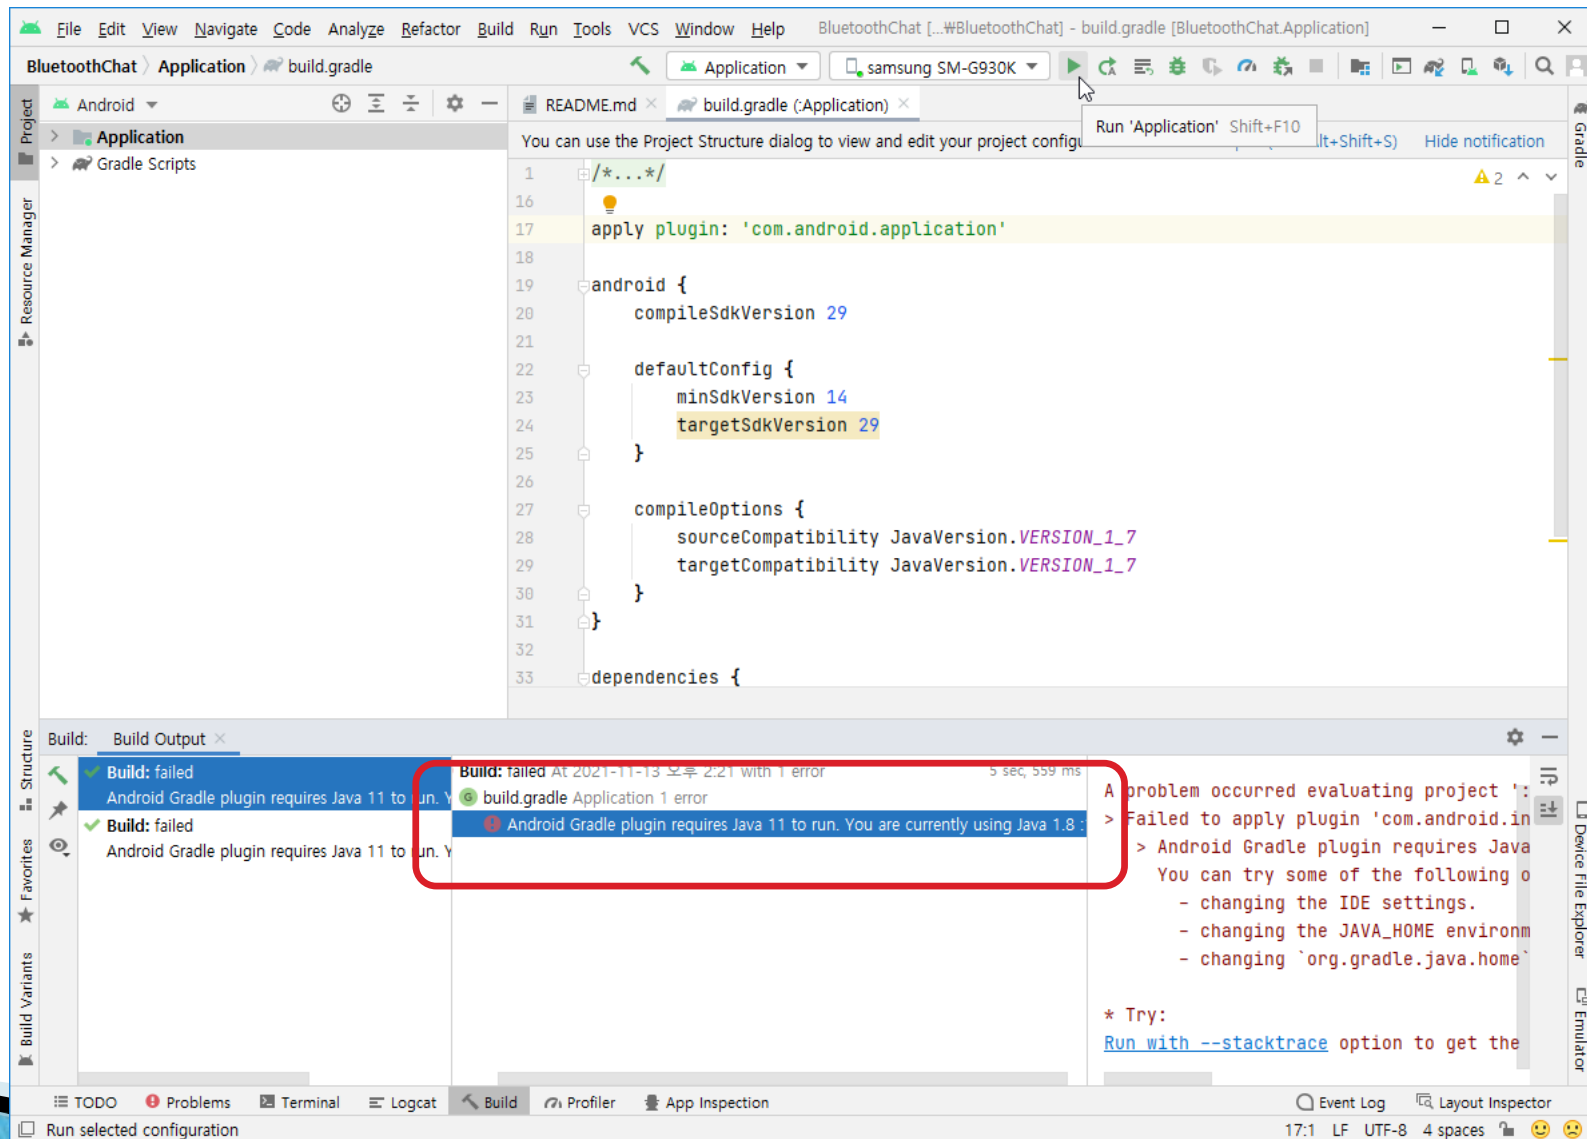 File Edit View Navigate Code Analyze Refactor Build Run Tools VCS Window Help BluetoothChat [...₩BluetoothChat] - build.gradle [BluetoothChat.Application]
BluetoothChat Application build.gradle
Application samsung SM-G930K
Project
Resource Manager
Structure
Favorites
Build Variants
Android
Application
Gradle Scripts
README.md build.gradle (:Application)
Run 'Application' Shift+F10
You can use the Project Structure dialog to view and edit your project configu lt+Shift+S) Hide notification
2
1 /*...*/
16
17 apply plugin: 'com.android.application'
18
19 android {
20 compileSdkVersion 29
21
22 defaultConfig {
23 minSdkVersion 14
24 targetSdkVersion 29
25 }
26
27 compileOptions {
28 sourceCompatibility JavaVersion.VERSION_1_7
29 targetCompatibility JavaVersion.VERSION_1_7
30 }
31 }
32
33 dependencies {
Build: Build Output
Build: failed
Android Gradle plugin requires Java 11 to run. Y
Build: failed
Android Gradle plugin requires Java 11 to run. Y
Build: failed At 2021-11-13 오후 2:21 with 1 error 5 sec, 559 ms
build.gradle Application 1 error
Android Gradle plugin requires Java 11 to run. You are currently using Java 1.8 :
A problem occurred evaluating project ':
> Failed to apply plugin 'com.android.in
> Android Gradle plugin requires Java
You can try some of the following o
- changing the IDE settings.
- changing the JAVA_HOME environm
- changing `org.gradle.java.home`
* Try:
Run with --stacktrace option to get the
Gradle
Device File Explorer
Emulator
TODO Problems Terminal Logcat Build Profiler App Inspection Event Log Layout Inspector
Run selected configuration 17:1 LF UTF-8 4 spaces